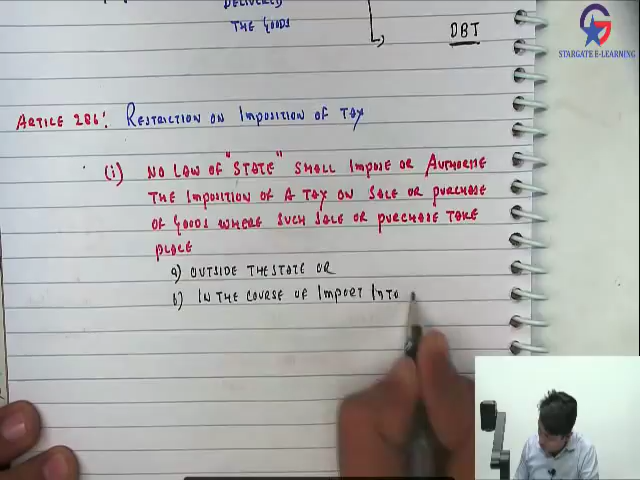 DELIVERED
THE GOODS
DBT
STARGATE E-LEARNING
ARTICE 286: RESTRICTION ON IMPOSITION OF TAX
(i) NO LAW OF "STATE" SHALL IMPOSE OR AUTHORISE
THE IMPOSITION OF A TAX ON SALE OR PURCHASE
OF GOODS WHERE SUCH SALE OR PURCHASE TAKE
PLACE
a) OUTSIDE THE STATE OR
b) IN THE COURSE OF IMPORT INTO